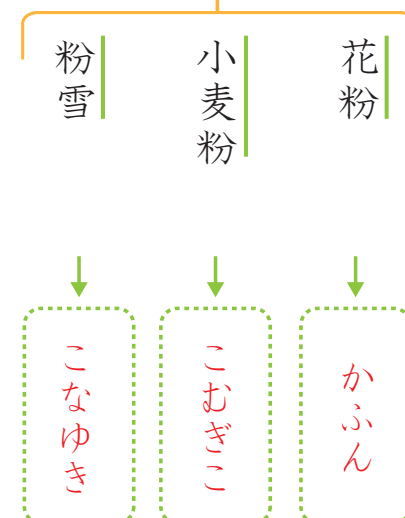 花粉
かふん
小麦粉
こむぎこ
粉雪
こなゆき